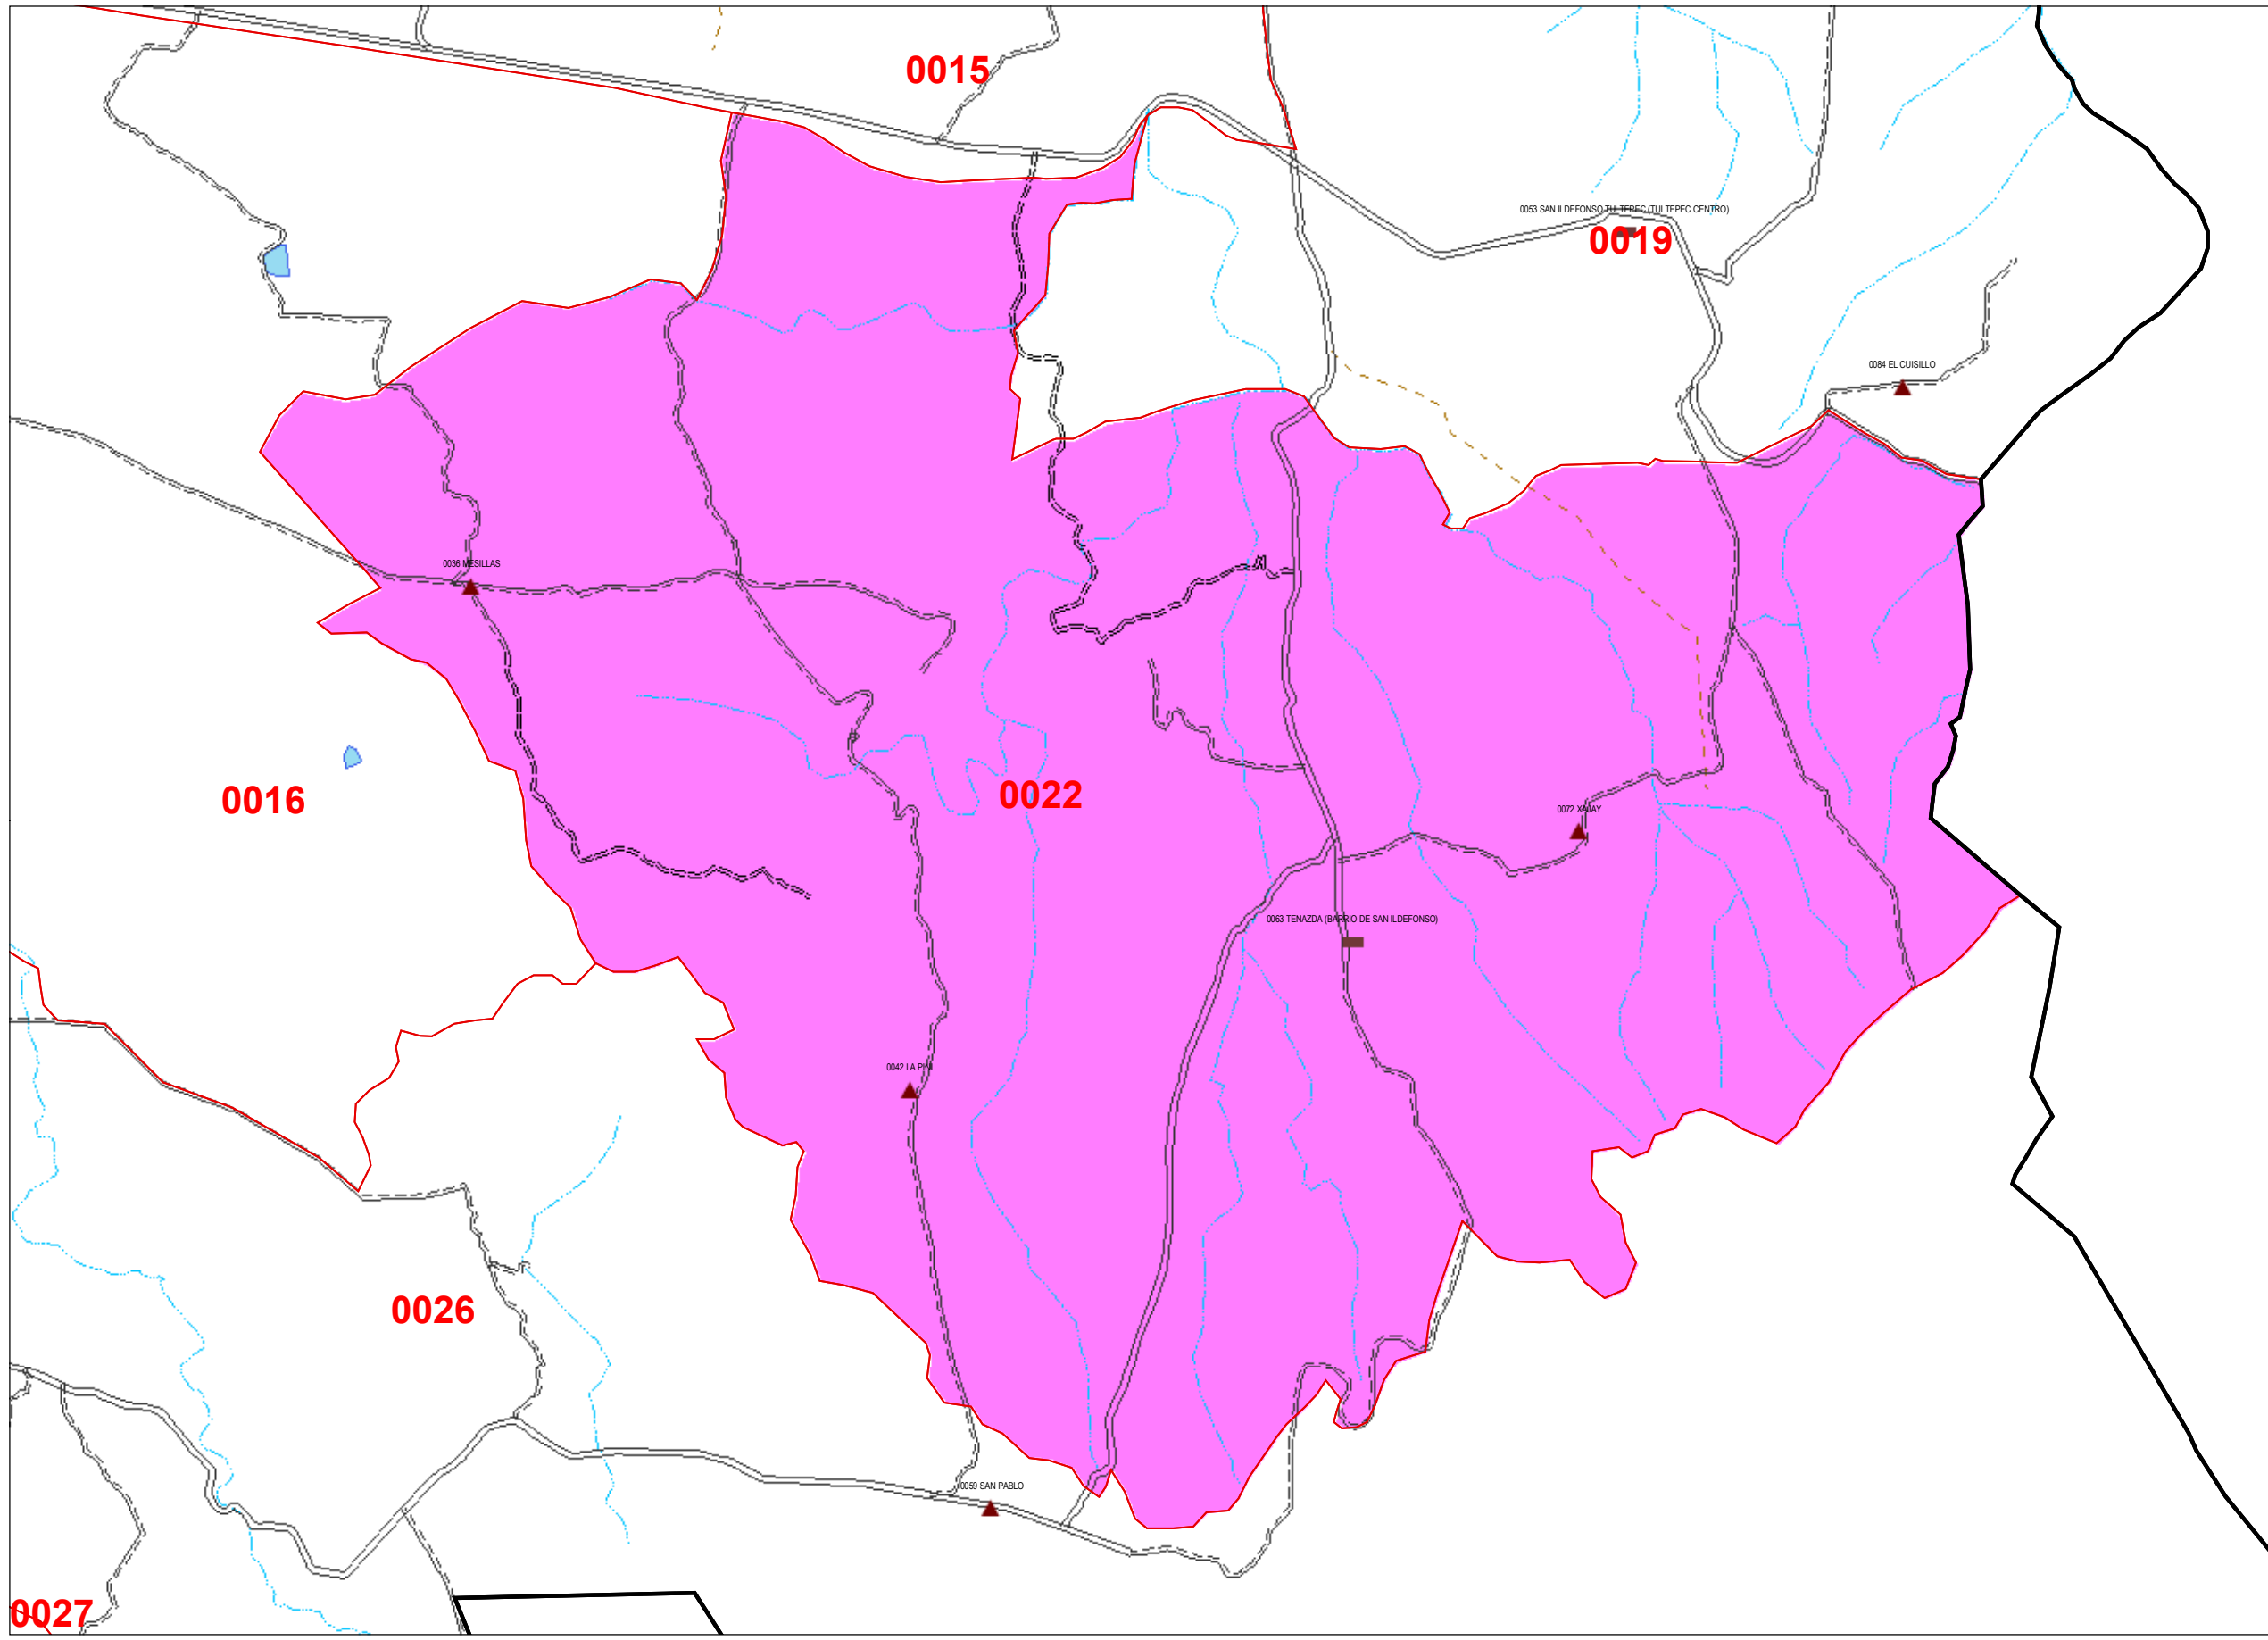 0015
0053 SAN ILDEFONSO TULTEPEC (TULTEPEC CENTRO)
0019
0084 EL CUISILLO
0036 MESILLAS
0016
0022
0072 XAJAY
0063 TENAZDA (BARRIO DE SAN ILDEFONSO)
0042 LA PINI
0026
0059 SAN PABLO
0027